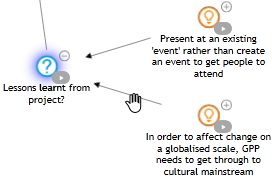 Present at an existing
'event' rather than create
an event to get people to
attend
Lessons learnt from
project?
In order to affect change on
a globalised scale, GPP
needs to get through to
cultural mainstream